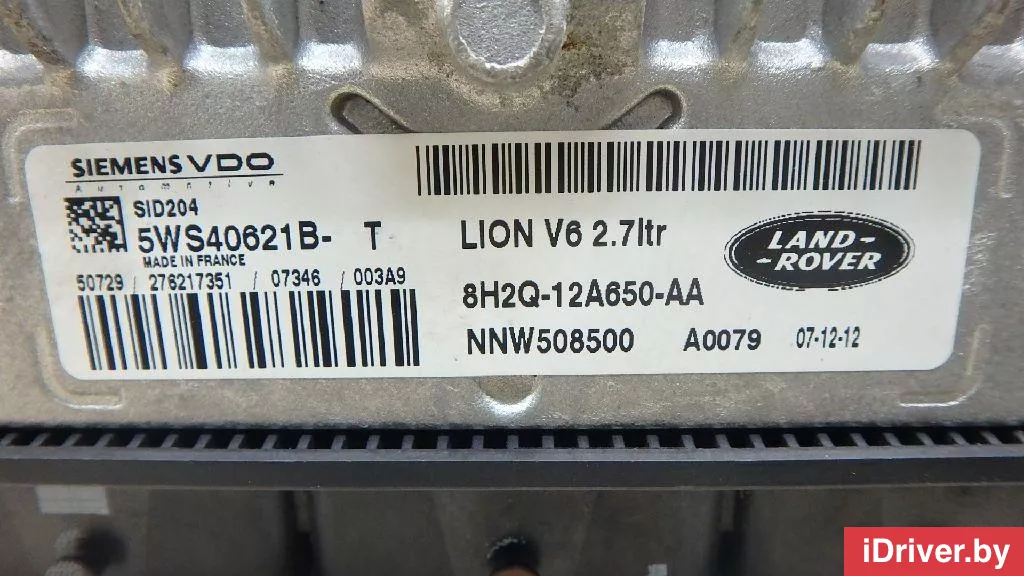 SIEMENS VDO
Automotive
SID204
5WS40621B- T
MADE IN FRANCE
50729 / 276217351 / 07346 / 003A9
LION V6 2.7ltr
8H2Q-12A650-AA
NNW508500 A0079 07-12-12
LAND-
-ROVER
iDriver.by